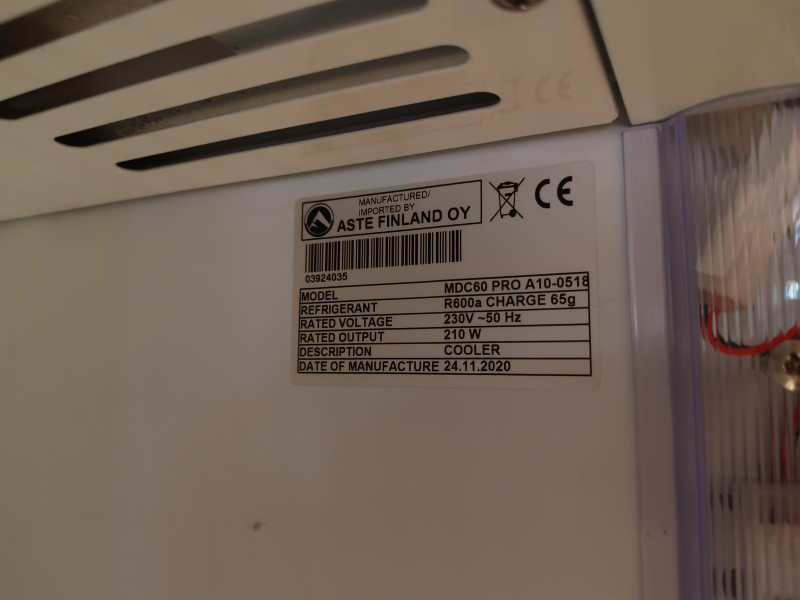 MANUFACTURED/
IMPORTED BY
ASTE FINLAND OY
CE
03924035
MODEL MDC60 PRO A10-0518
REFRIGERANT R600a CHARGE 65g
RATED VOLTAGE 230V ~50 Hz
RATED OUTPUT 210 W
DESCRIPTION COOLER
DATE OF MANUFACTURE 24.11.2020